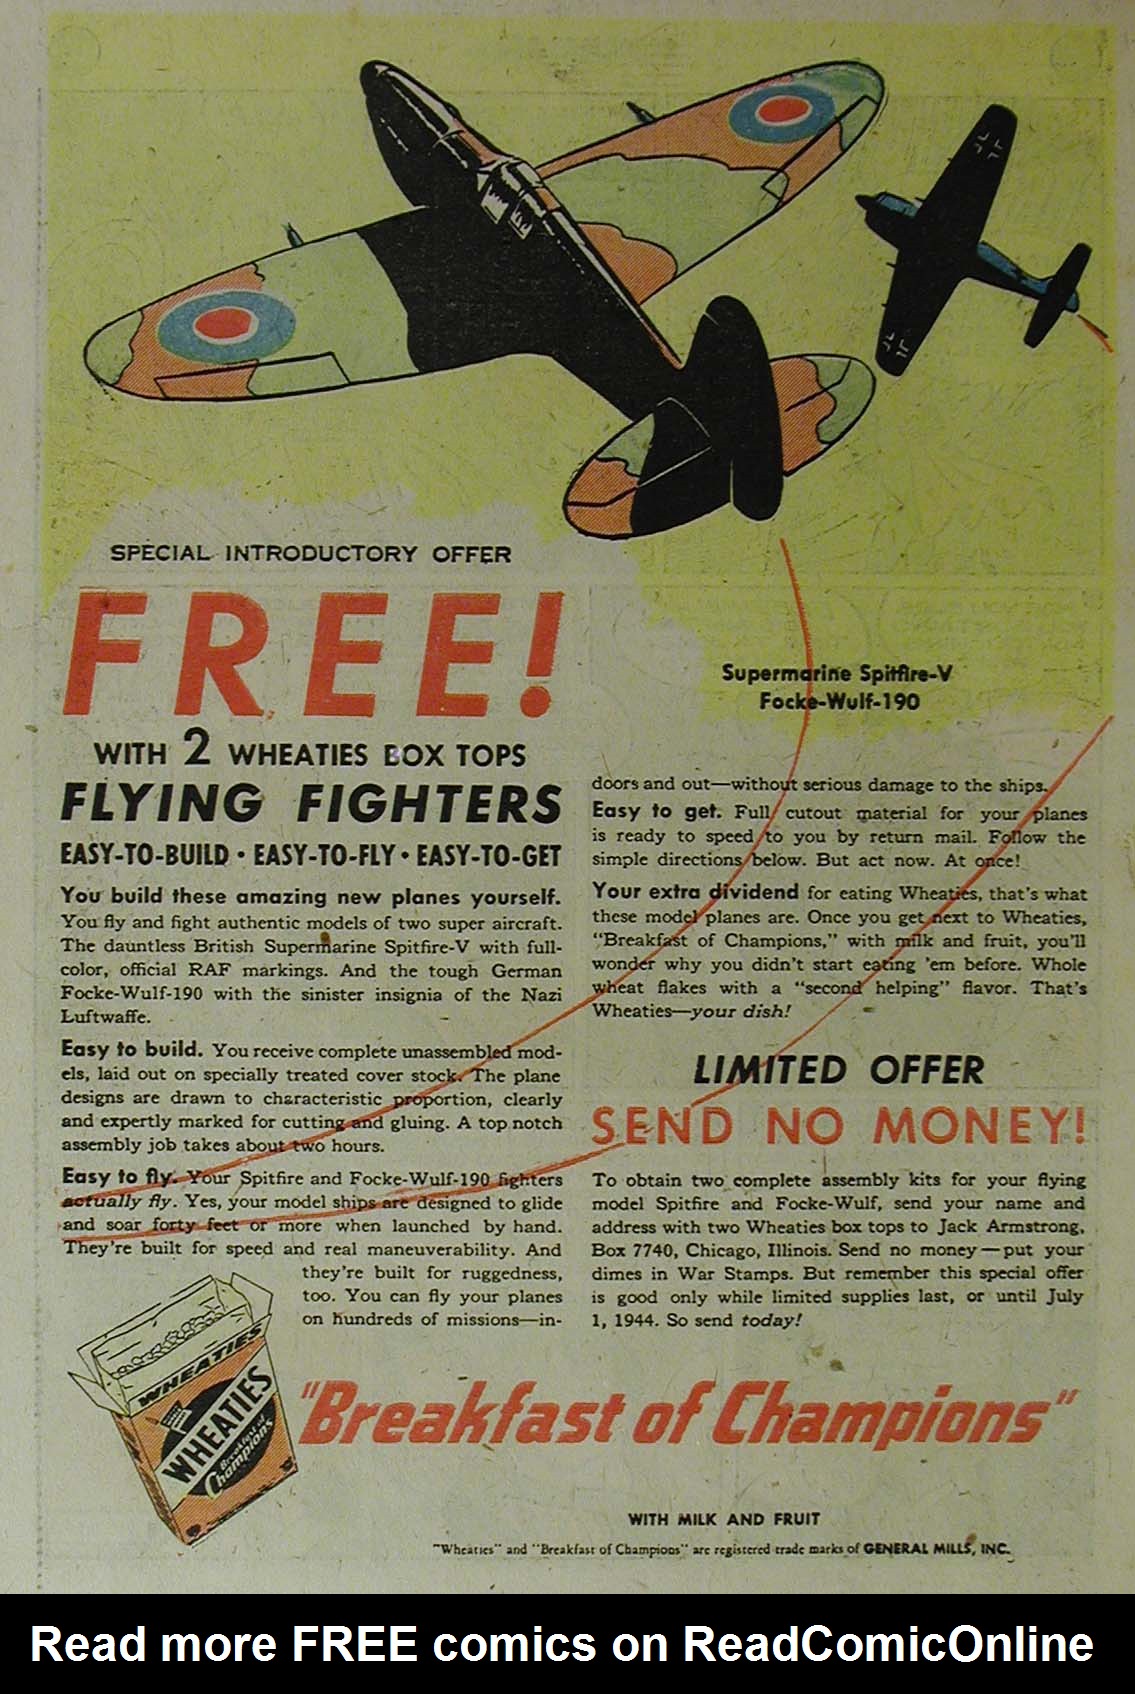 SPECIAL INTRODUCTORY OFFER
FREE!
WITH 2 WHEATIES BOX TOPS
FLYING FIGHTERS
EASY-TO-BUILD • EASY-TO-FLY • EASY-TO-GET
You build these amazing new planes yourself.
You fly and fight authentic models of two super aircraft.
The dauntless British Supermarine Spitfire-V with full-
color, official RAF markings. And the tough German
Focke-Wulf-190 with the sinister insignia of the Nazi
Luftwaffe.
Easy to build. You receive complete unassembled mod-
els, laid out on specially treated cover stock. The plane
designs are drawn to characteristic proportion, clearly
and expertly marked for cutting and gluing. A top notch
assembly job takes about two hours.
Easy to fly. Your Spitfire and Focke-Wulf-190 fighters
actually fly. Yes, your model ships are designed to glide
and soar forty feet or more when launched by hand.
They're built for speed and real maneuverability. And
they're built for ruggedness,
too. You can fly your planes
on hundreds of missions—in-
Supermarine Spitfire-V
Focke-Wulf-190
doors and out—without serious damage to the ships.
Easy to get. Full cutout material for your planes
is ready to speed to you by return mail. Follow the
simple directions below. But act now. At once!
Your extra dividend for eating Wheaties, that's what
these model planes are. Once you get next to Wheaties,
"Breakfast of Champions," with milk and fruit, you'll
wonder why you didn't start eating 'em before. Whole
wheat flakes with a "second helping" flavor. That's
Wheaties—your dish!
LIMITED OFFER
SEND NO MONEY!
To obtain two complete assembly kits for your flying
model Spitfire and Focke-Wulf, send your name and
address with two Wheaties box tops to Jack Armstrong,
Box 7740, Chicago, Illinois. Send no money—put your
dimes in War Stamps. But remember this special offer
is good only while limited supplies last, or until July
1, 1944. So send today!
WHEATIES
WHEATIES
Breakfast of
Champions
"Breakfast of Champions"
WITH MILK AND FRUIT
"Wheaties" and "Breakfast of Champions" are registered trade marks of GENERAL MILLS, INC.
Read more FREE comics on ReadComicOnline